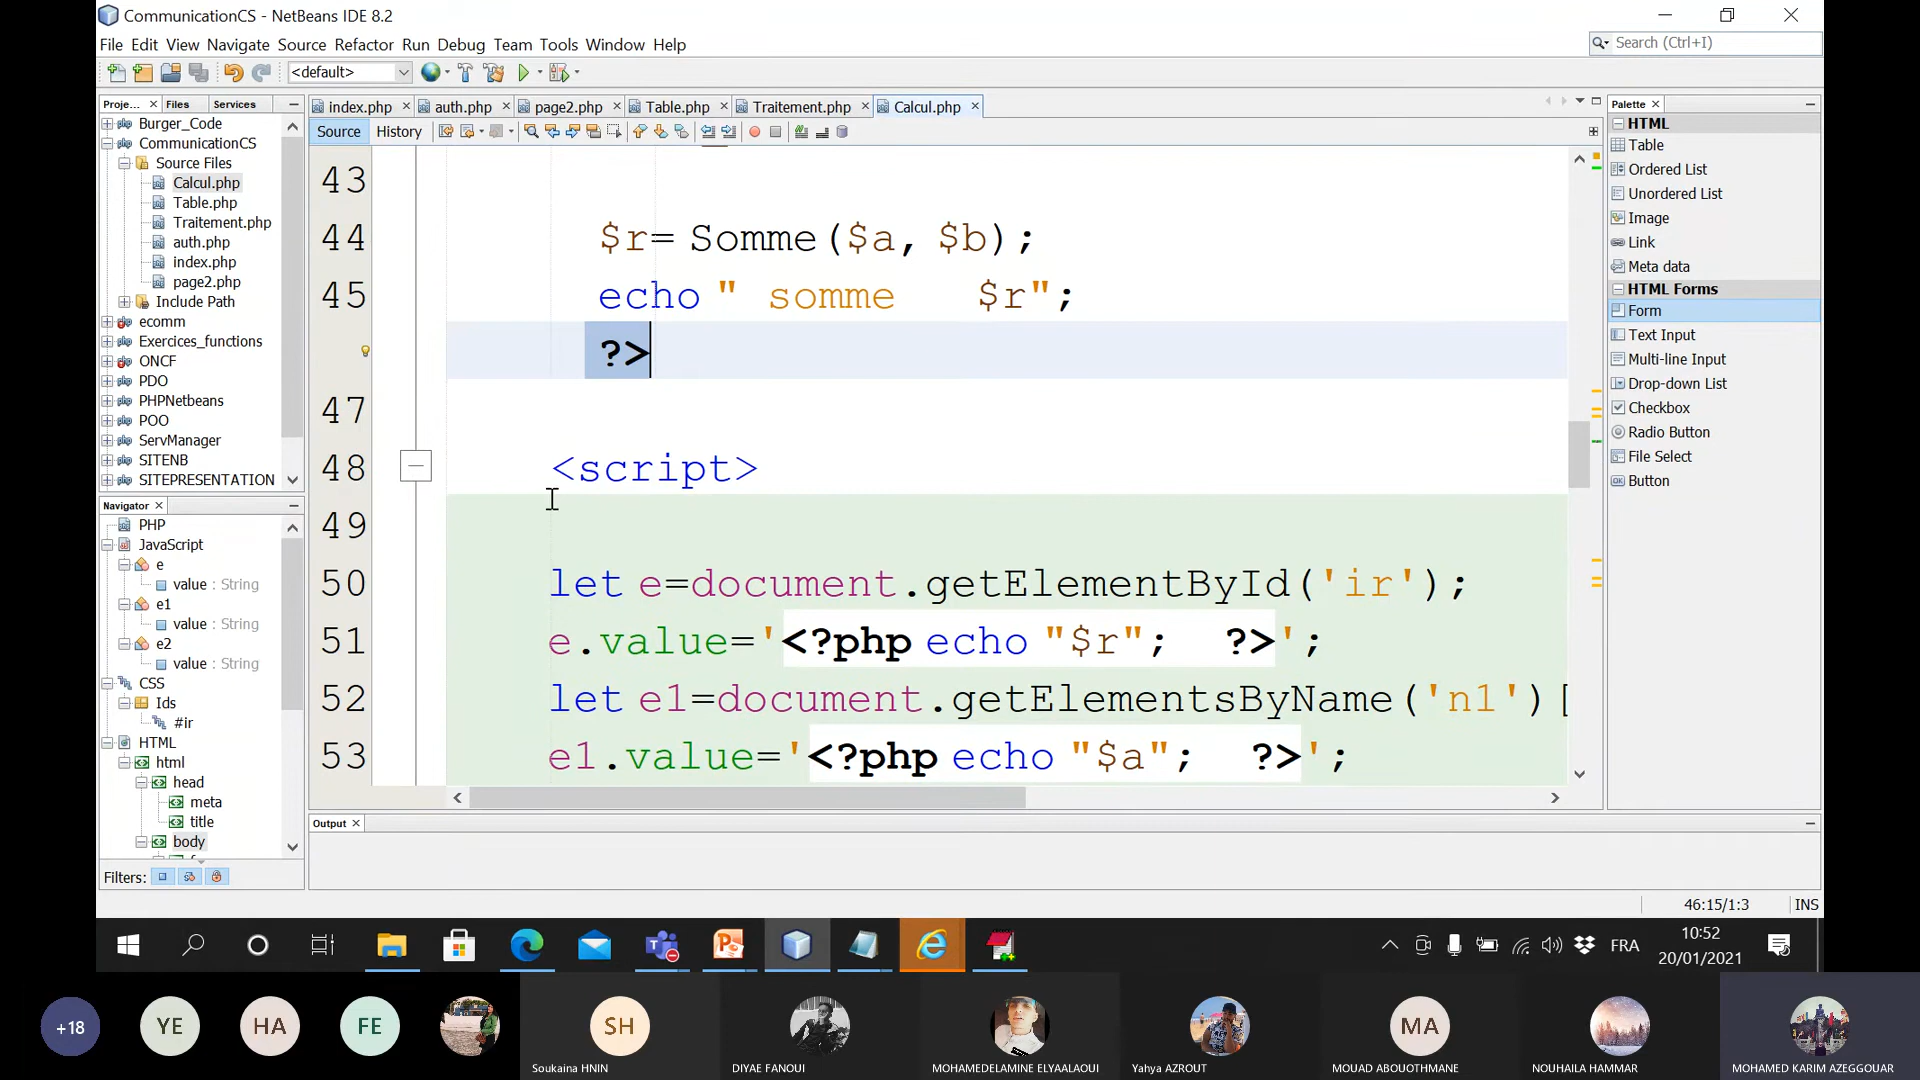 CommunicationCS - NetBeans IDE 8.2
File Edit View Navigate Source Refactor Run Debug Team Tools Window Help
Search (Ctrl+I)
<default>
Proje... Files Services
index.php auth.php page2.php Table.php Traitement.php Calcul.php
Source History
Burger_Code
CommunicationCS
Source Files
Calcul.php
Table.php
Traitement.php
auth.php
index.php
page2.php
Include Path
ecomm
Exercices_functions
ONCF
PDO
PHPNetbeans
POO
ServManager
SITENB
SITEPRESENTATION
Navigator
PHP
JavaScript
e
value : String
e1
value : String
e2
value : String
CSS
Ids
#ir
HTML
html
head
meta
title
body
Filters:
43
44 $r= Somme($a, $b);
45 echo " somme $r";
?>
47
48 <script>
49
50 let e=document.getElementById('ir');
51 e.value='<?php echo "$r"; ?>';
52 let e1=document.getElementsByName('n1')[
53 e1.value='<?php echo "$a"; ?>';
Output
46:15/1:3 INS
Palette
HTML
Table
Ordered List
Unordered List
Image
Link
Meta data
HTML Forms
Form
Text Input
Multi-line Input
Drop-down List
Checkbox
Radio Button
File Select
Button
FRA
10:52
20/01/2021
+18
YE
HA
FE
SH
MA
Soukaina HNIN
DIYAE FANOUI
MOHAMEDELAMINE ELYAALAOUI
Yahya AZROUT
MOUAD ABOUOTHMANE
NOUHAILA HAMMAR
MOHAMED KARIM AZEGGOUAR